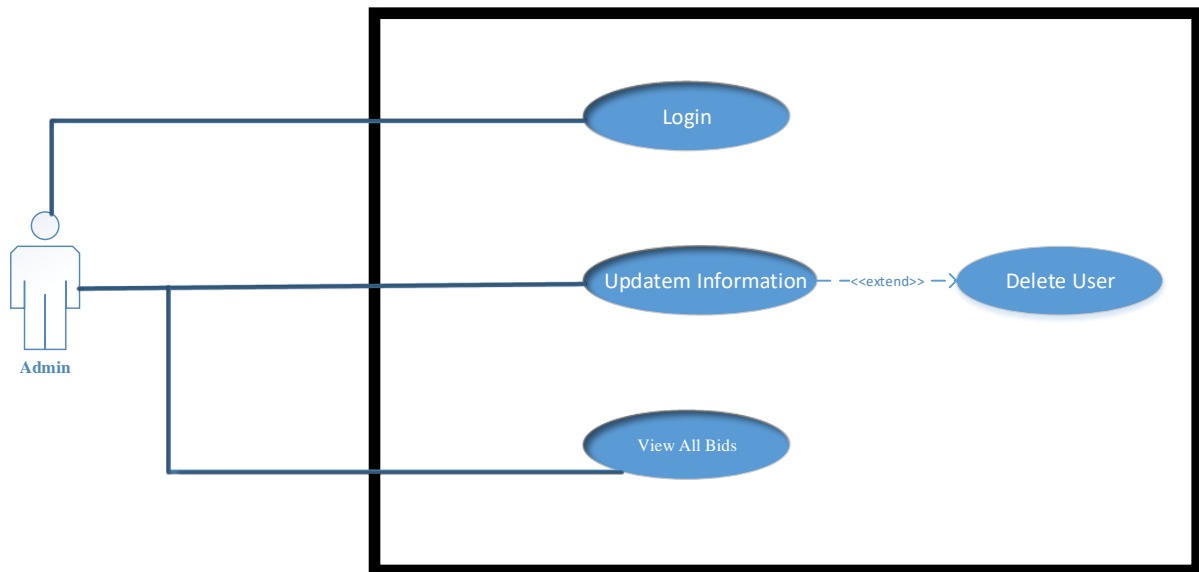 Login
Updatem Information
<<extend>>
Delete User
Admin
View All Bids